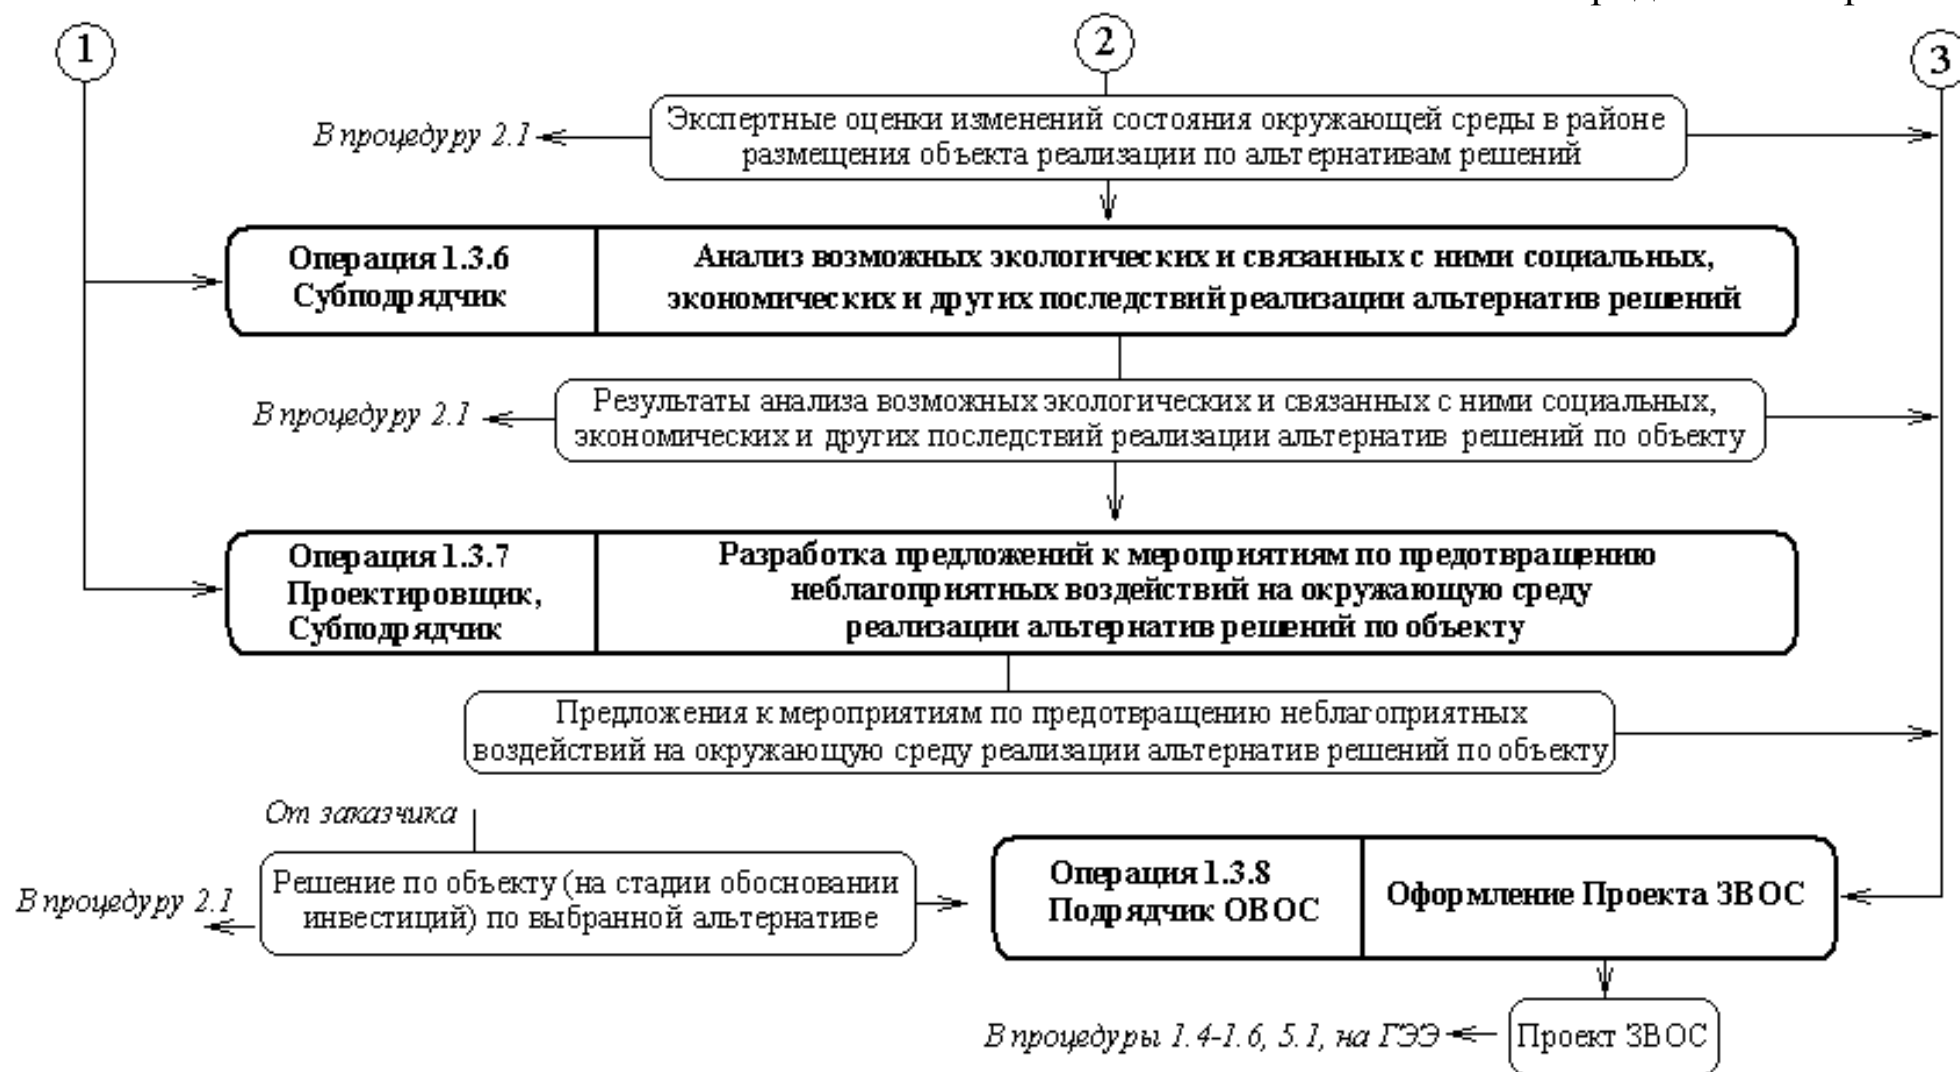 1
2
3
Экспертные оценки изменений состояния окружающей среды в районе
размещения объекта реализации по альтернативам решений
В процедуру 2.1
Операция 1.3.6
Субподрядчик
Анализ возможных экологических и связанных с ними социальных,
экономических и других последствий реализации альтернатив решений
Результаты анализа возможных экологических и связанных с ними социальных,
экономических и других последствий реализации альтернатив решений по объекту
В процедуру 2.1
Операция 1.3.7
Проектировщик,
Субподрядчик
Разработка предложений к мероприятиям по предотвращению
неблагоприятных воздействий на окружающую среду
реализации альтернатив решений по объекту
Предложения к мероприятиям по предотвращению неблагоприятных
воздействий на окружающую среду реализации альтернатив решений по объекту
От заказчика
В процедуру 2.1
Решение по объекту (на стадии обосновании
инвестиций) по выбранной альтернативе
Операция 1.3.8
Подрядчик ОВОС
Оформление Проекта ЗВОС
В процедуры 1.4-1.6, 5.1, на ГЭЭ
Проект ЗВОС